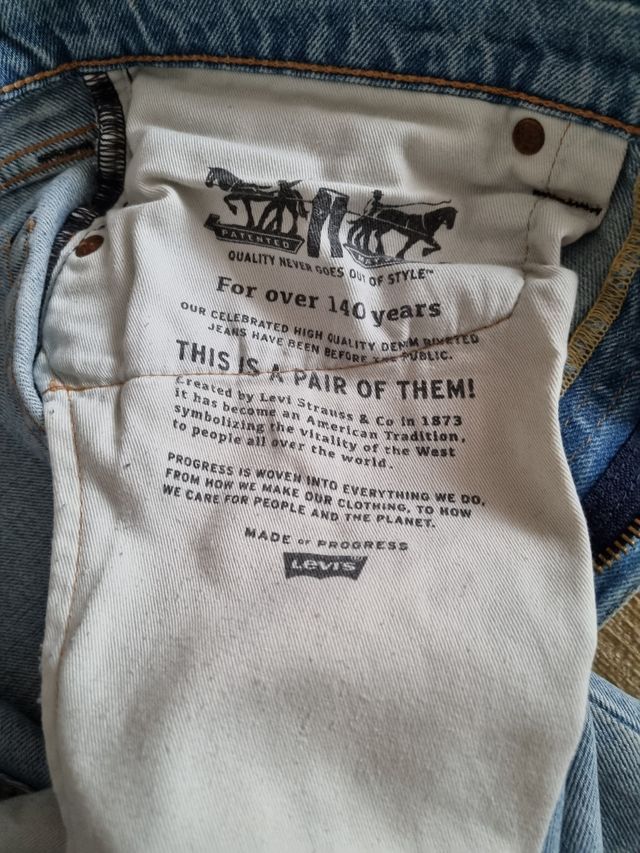 PATENTED
QUALITY NEVER GOES OUT OF STYLE™
For over 140 years
OUR CELEBRATED HIGH QUALITY DENIM RIVETED
JEANS HAVE BEEN BEFORE THE PUBLIC.
THIS IS A PAIR OF THEM!
Created by Levi Strauss & Co in 1873
it has become an American Tradition,
symbolizing the vitality of the West
to people all over the world.
PROGRESS IS WOVEN INTO EVERYTHING WE DO,
FROM HOW WE MAKE OUR CLOTHING, TO HOW
WE CARE FOR PEOPLE AND THE PLANET.
MADE OF PROGRESS
LEVI'S